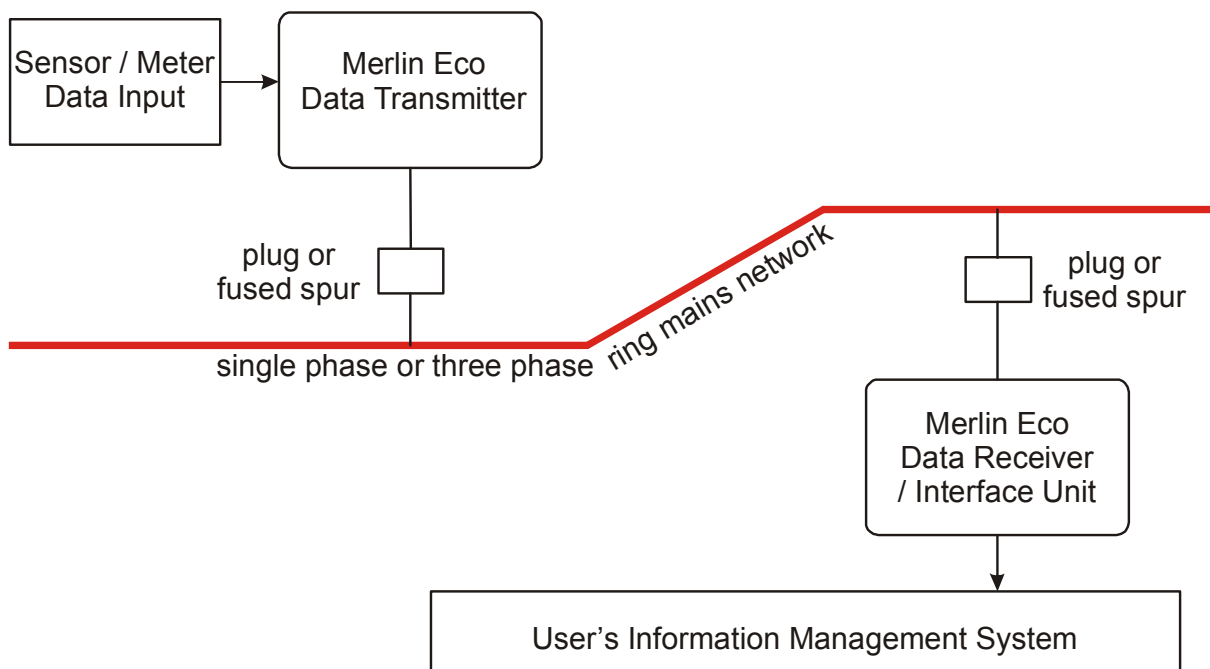 Sensor / Meter
Data Input
Merlin Eco
Data Transmitter
plug or
fused spur
single phase or three phase
ring mains network
plug or
fused spur
Merlin Eco
Data Receiver
/ Interface Unit
User’s Information Management System